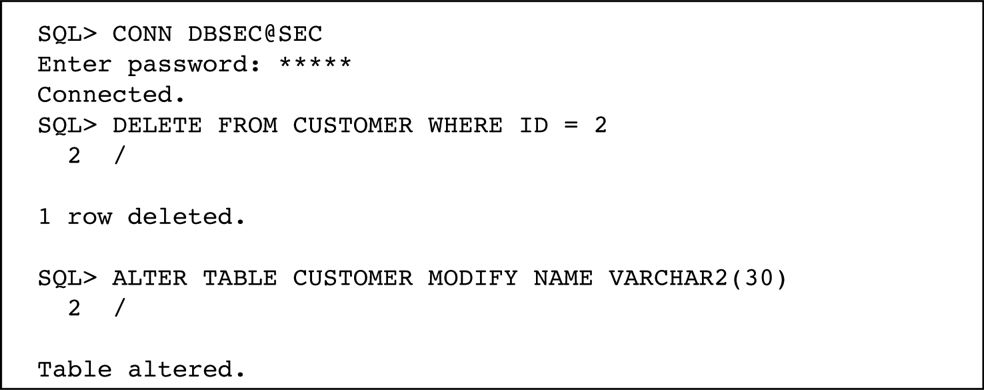 SQL> CONN DBSEC@SEC
Enter password: *****
Connected.
SQL> DELETE FROM CUSTOMER WHERE ID = 2
  2  /
1 row deleted.
SQL> ALTER TABLE CUSTOMER MODIFY NAME VARCHAR2(30)
  2  /
Table altered.